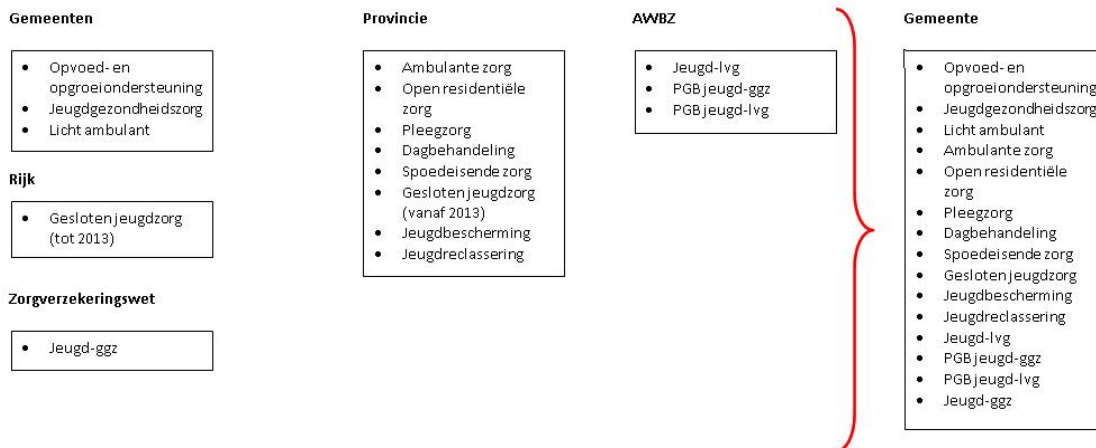 Gemeenten
• Opvoed- en
opgroeiondersteuning
• Jeugdgezondheidszorg
• Licht ambulant
Rijk
• Gesloten jeugdzorg
(tot 2013)
Zorgverzekeringswet
• Jeugd-ggz
Provincie
• Ambulante zorg
• Open residentiële
zorg
• Pleegzorg
• Dagbehandeling
• Spoedeisende zorg
• Gesloten jeugdzorg
(vanaf 2013)
• Jeugdbescherming
• Jeugdreclassering
AWBZ
• Jeugd-lvg
• PGB jeugd-ggz
• PGB jeugd-lvg
Gemeente
• Opvoed- en
opgroeiondersteuning
• Jeugdgezondheidszorg
• Licht ambulant
• Ambulante zorg
• Open residentiële
zorg
• Pleegzorg
• Dagbehandeling
• Spoedeisende zorg
• Gesloten jeugdzorg
• Jeugdbescherming
• Jeugdreclassering
• Jeugd-lvg
• PGB jeugd-ggz
• PGB jeugd-lvg
• Jeugd-ggz